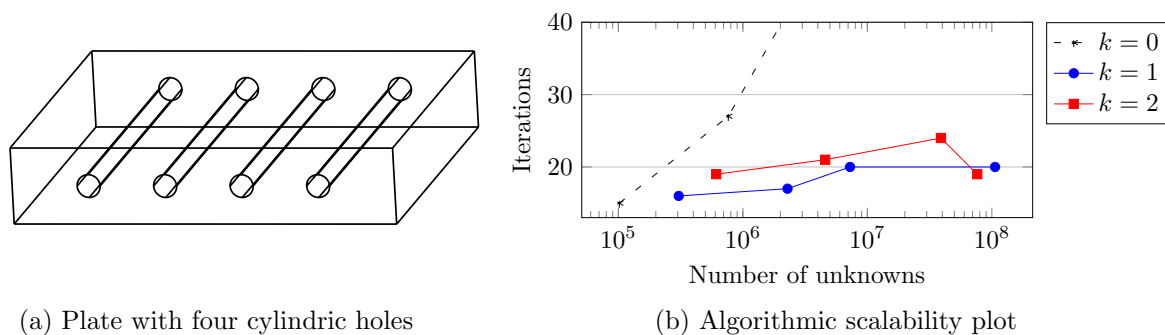 40
30
20
Iterations
10^5
10^6
10^7
10^8
Number of unknowns
k = 0
k = 1
k = 2
(a) Plate with four cylindric holes
(b) Algorithmic scalability plot